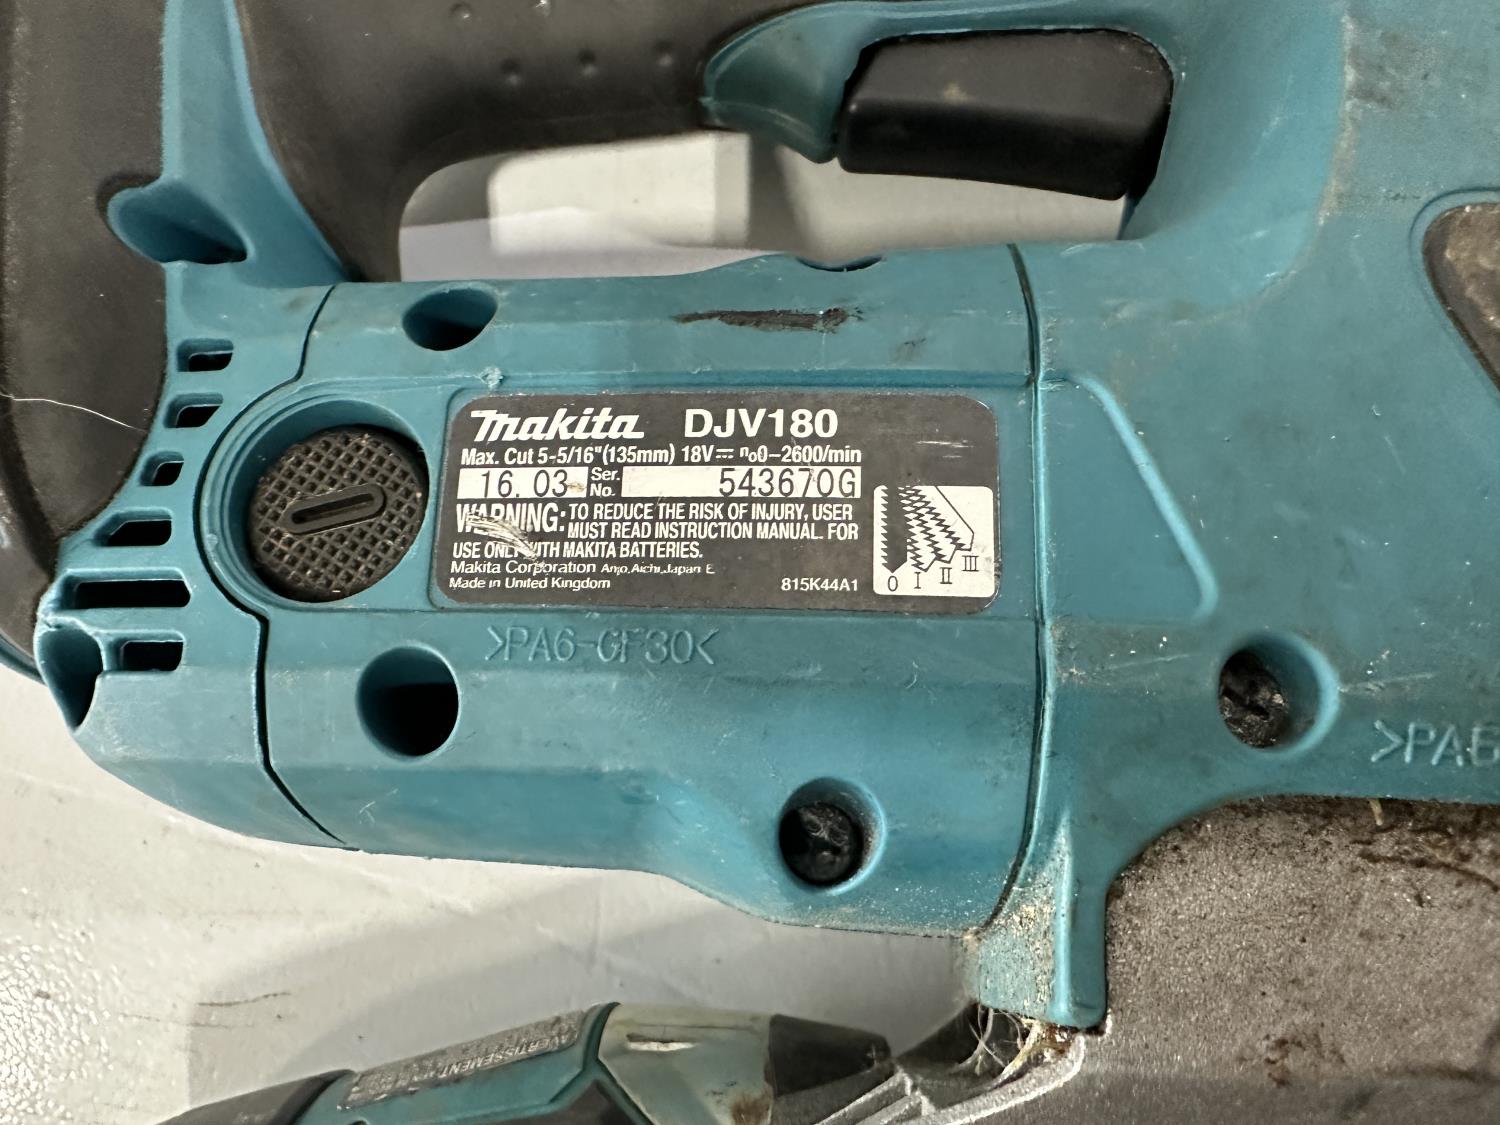 makita DJV180
Max. Cut 5-5/16"(135mm) 18V⎓ n₀0-2600/min
16. 03 Ser. No. 543670G
WARNING: TO REDUCE THE RISK OF INJURY, USER
MUST READ INSTRUCTION MANUAL. FOR
USE ONLY WITH MAKITA BATTERIES.
Makita Corporation Anjo, Aichi, Japan E
Made in United Kingdom 815K44A1
0 I II III
>PA6-GF30<
>PA6
AVERTISSEMENT